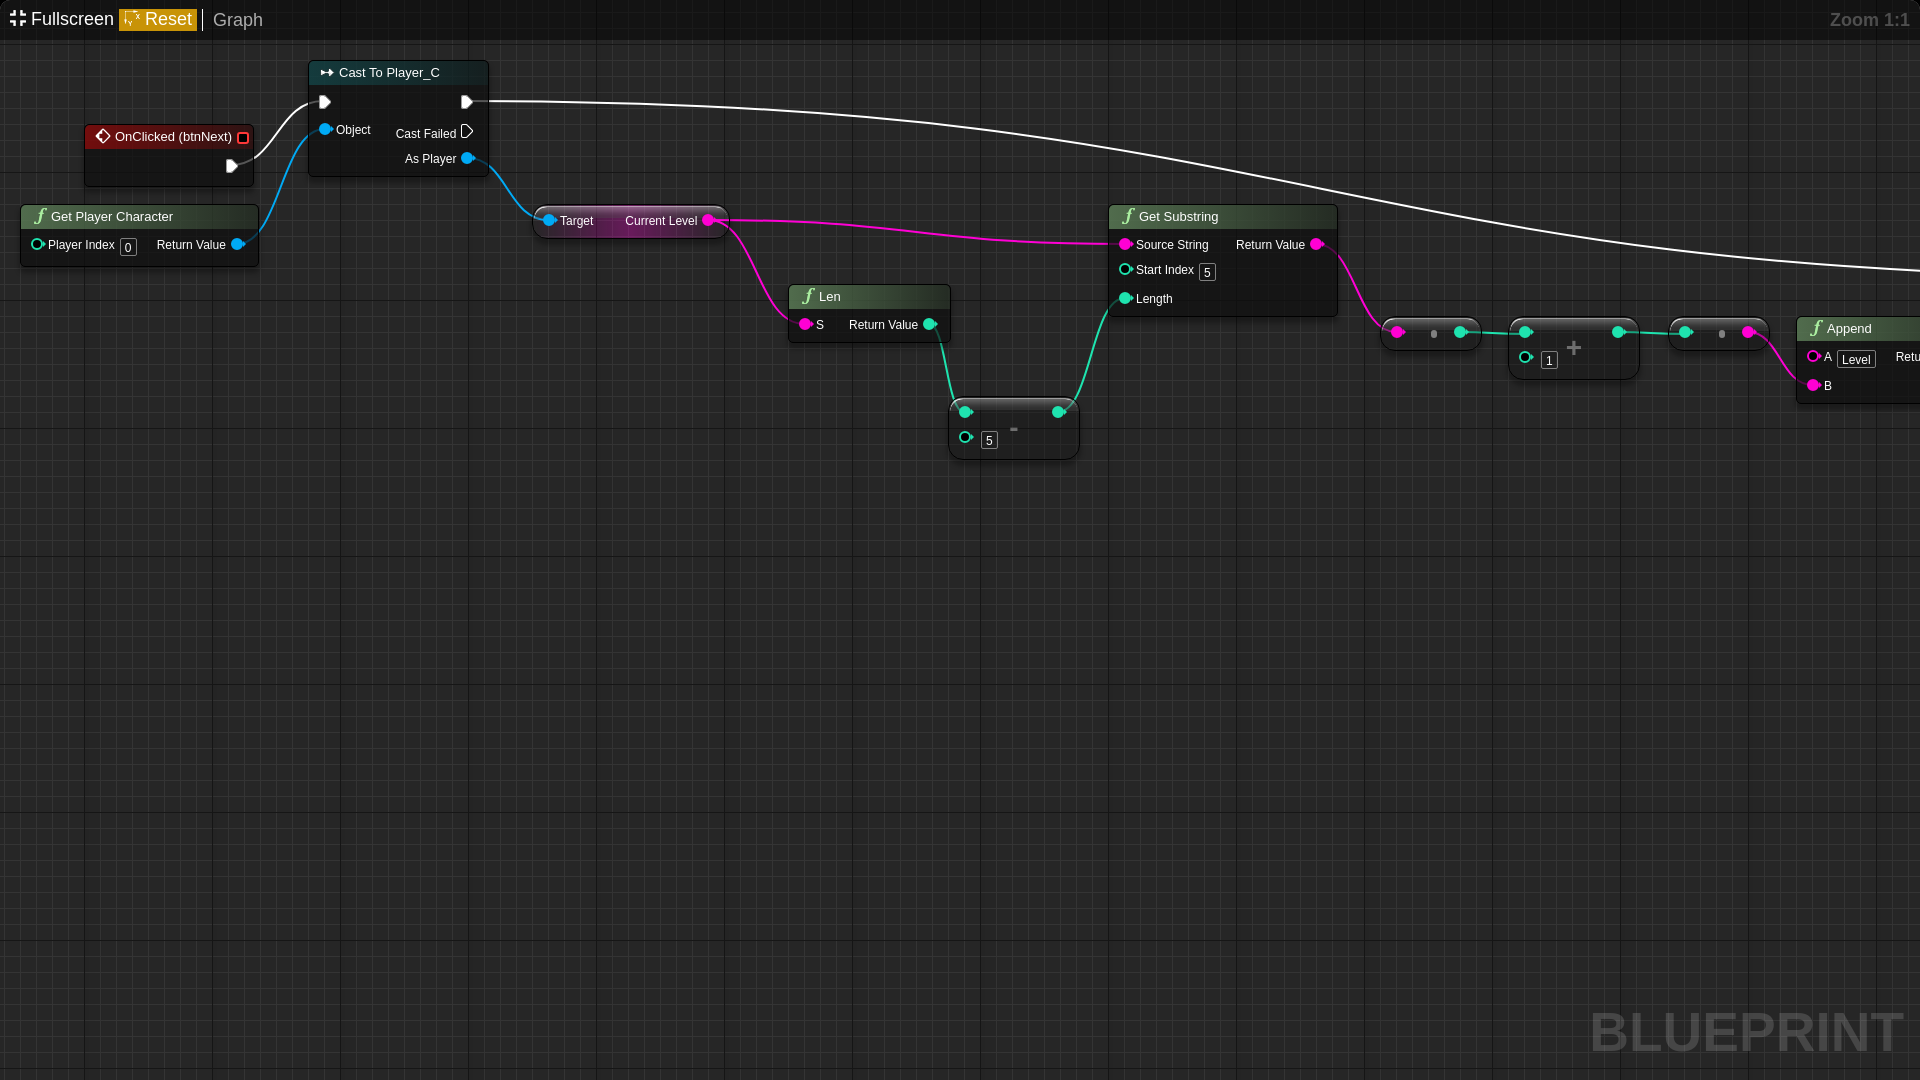 Fullscreen Reset Graph Zoom 1:1
Cast To Player_C
Object
Cast Failed
As Player
OnClicked (btnNext)
Get Player Character
Player Index 0 Return Value
Target Current Level
Get Substring
Source String Return Value
Start Index 5
Length
Len
S Return Value
5 -
1 +
Append
A Level Retu
B
BLUEPRINT